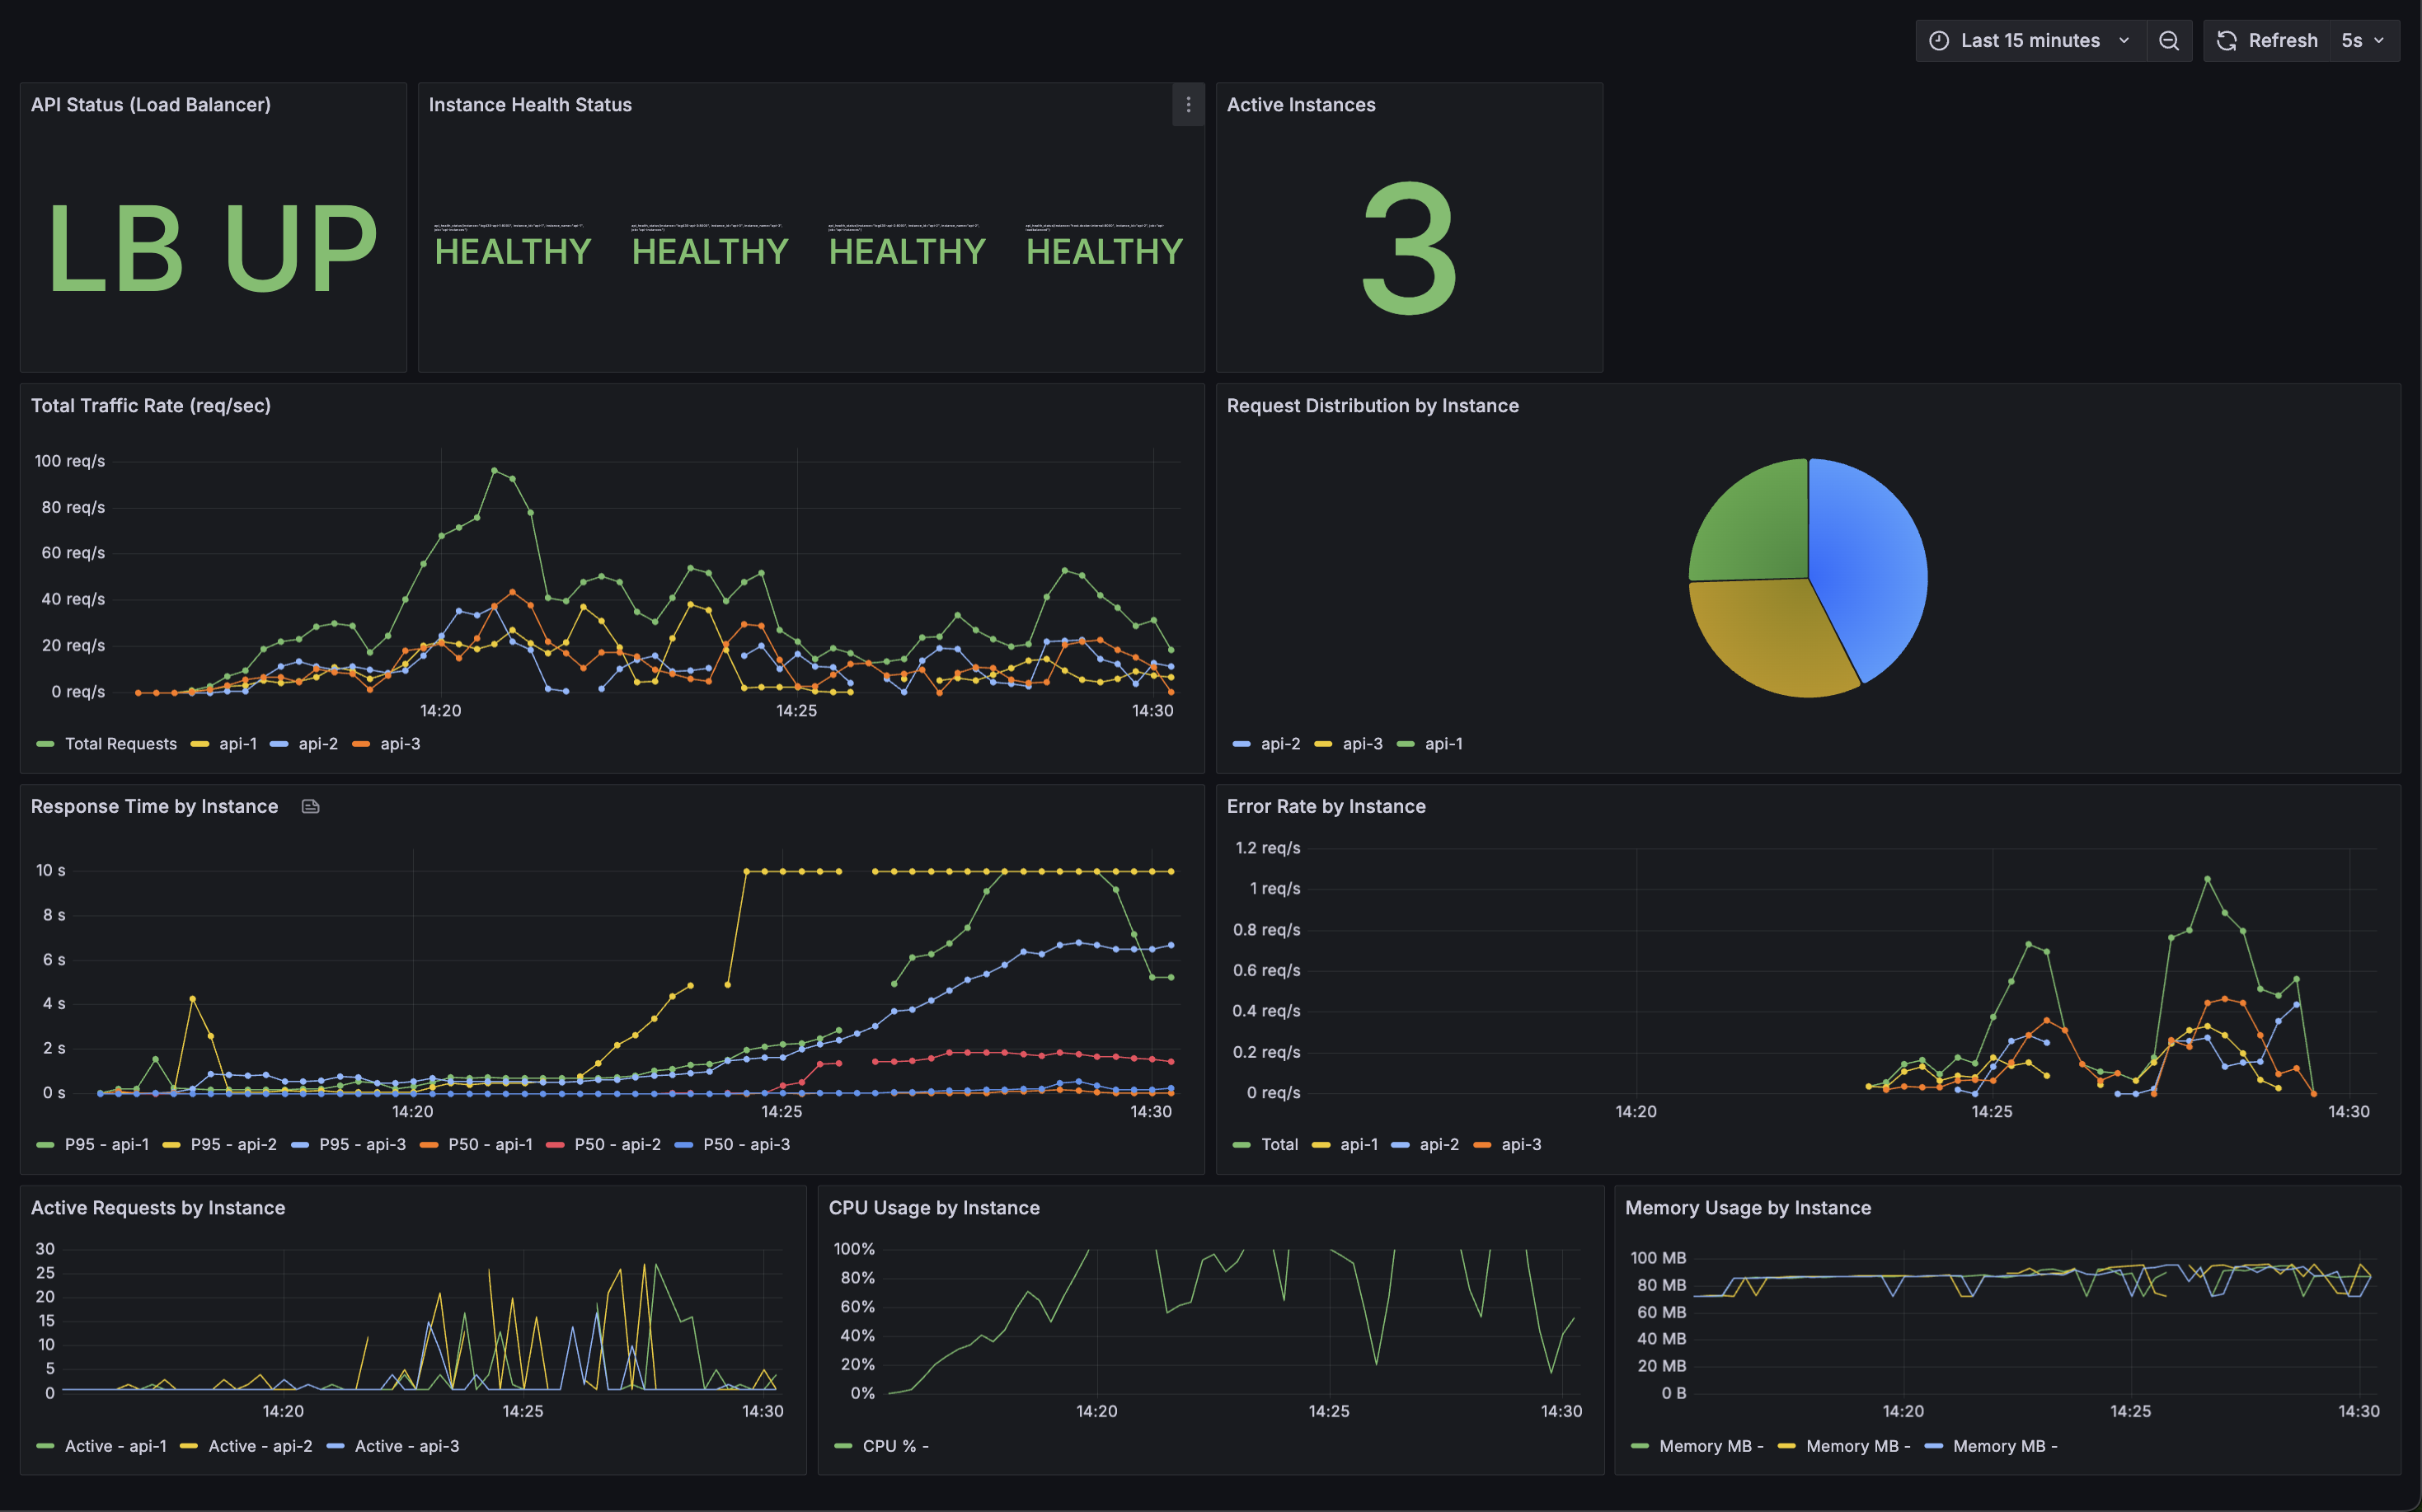 Last 15 minutes
Refresh
5s
API Status (Load Balancer)
Instance Health Status
Active Instances
LB UP
HEALTHY
HEALTHY
HEALTHY
HEALTHY
3
Total Traffic Rate (req/sec)
100 req/s
80 req/s
60 req/s
40 req/s
20 req/s
0 req/s
14:20
14:25
14:30
Total Requests
api-1
api-2
api-3
Request Distribution by Instance
api-2
api-3
api-1
Response Time by Instance
10 s
8 s
6 s
4 s
2 s
0 s
14:20
14:25
14:30
P95 - api-1
P95 - api-2
P95 - api-3
P50 - api-1
P50 - api-2
P50 - api-3
Error Rate by Instance
1.2 req/s
1 req/s
0.8 req/s
0.6 req/s
0.4 req/s
0.2 req/s
0 req/s
14:20
14:25
14:30
Total
api-1
api-2
api-3
Active Requests by Instance
30
25
20
15
10
5
0
14:20
14:25
14:30
Active - api-1
Active - api-2
Active - api-3
CPU Usage by Instance
100%
80%
60%
40%
20%
0%
14:20
14:25
14:30
CPU % -
Memory Usage by Instance
100 MB
80 MB
60 MB
40 MB
20 MB
0 B
14:20
14:25
14:30
Memory MB -
Memory MB -
Memory MB -